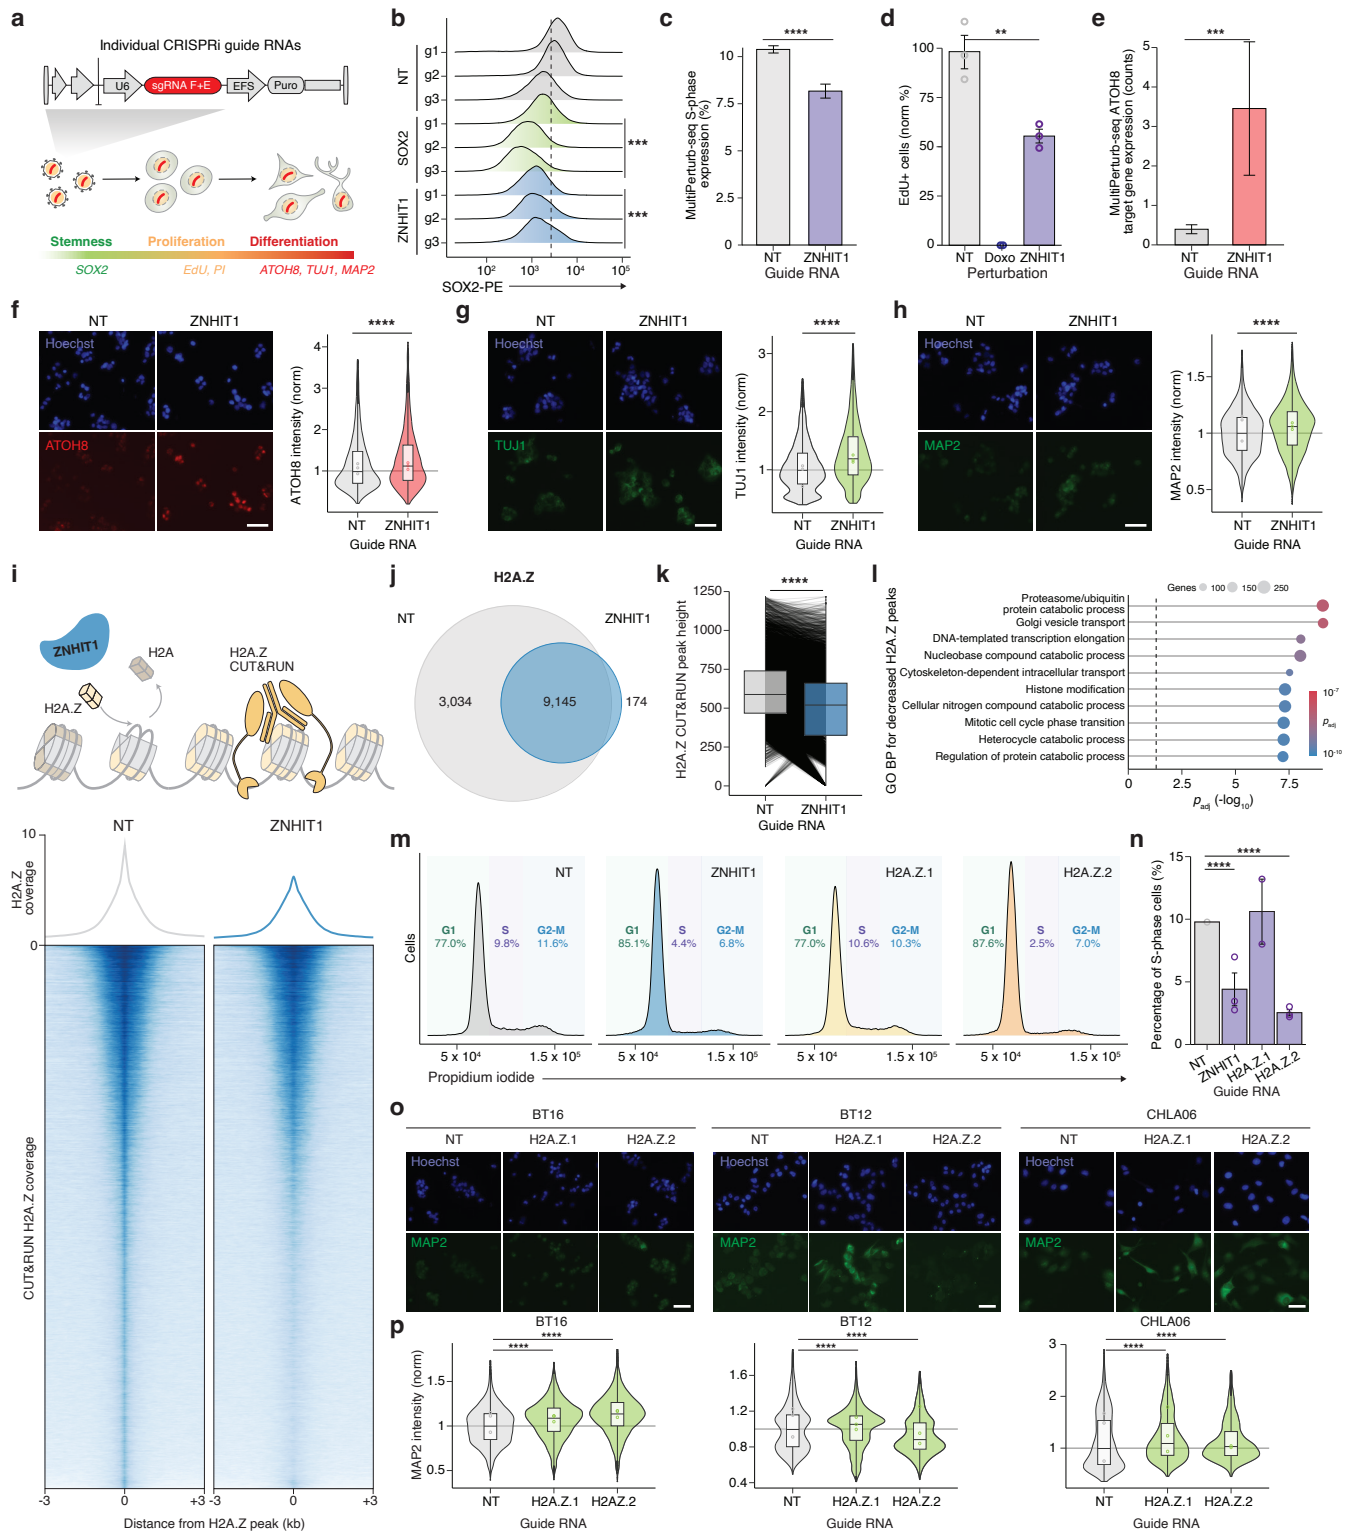 a
Individual CRISPRi guide RNAs
U6
sgRNA F+E
EFS
Puro
Stemness
Proliferation
Differentiation
SOX2
EdU, PI
ATOH8, TUJ1, MAP2
b
NT
g1
g2
g3
SOX2
g1
g2
g3
***
ZNHIT1
g1
g2
g3
***
10²
10³
10⁴
10⁵
SOX2-PE
c
MultiPerturb-seq S-phase
expression (%)
****
10
7.5
5
2.5
0
NT
ZNHIT1
Guide RNA
d
EdU+ cells (norm %)
**
100
75
50
25
0
NT
Doxo
ZNHIT1
Perturbation
e
MultiPerturb-seq ATOH8
target gene expression (counts)
***
5
4
3
2
1
0
NT
ZNHIT1
Guide RNA
f
NT
ZNHIT1
Hoechst
ATOH8
ATOH8 intensity (norm)
****
4
3
2
1
NT
ZNHIT1
Guide RNA
g
NT
ZNHIT1
Hoechst
TUJ1
TUJ1 intensity (norm)
****
3
2
1
NT
ZNHIT1
Guide RNA
h
NT
ZNHIT1
Hoechst
MAP2
MAP2 intensity (norm)
****
1.5
1
0.5
NT
ZNHIT1
Guide RNA
i
ZNHIT1
H2A
H2A.Z
H2A.Z
CUT&RUN
NT
ZNHIT1
H2A.Z
coverage
10
0
CUT&RUN H2A.Z coverage
-3
0
+3
-3
0
+3
Distance from H2A.Z peak (kb)
j
H2A.Z
NT
ZNHIT1
3,034
9,145
174
k
H2A.Z CUT&RUN peak height
****
1250
1000
750
500
250
0
NT
ZNHIT1
Guide RNA
l
GO BP for decreased H2A.Z peaks
Genes
100
150
250
Proteasome/ubiquitin
protein catabolic process
Golgi vesicle transport
DNA-templated transcription elongation
Nucleobase compound catabolic process
Cytoskeleton-dependent intracellular transport
Histone modification
Cellular nitrogen compound catabolic process
Mitotic cell cycle phase transition
Heterocycle catabolic process
Regulation of protein catabolic process
0
2.5
5
7.5
p adj (-log10)
10⁻⁷
p adj
10⁻¹⁰
m
Cells
NT
G1
77.0%
S
9.8%
G2-M
11.6%
ZNHIT1
G1
85.1%
S
4.4%
G2-M
6.8%
H2A.Z.1
G1
77.0%
S
10.6%
G2-M
10.3%
H2A.Z.2
G1
87.6%
S
2.5%
G2-M
7.0%
5 x 10⁴
1.5 x 10⁵
5 x 10⁴
1.5 x 10⁵
5 x 10⁴
1.5 x 10⁵
5 x 10⁴
1.5 x 10⁵
Propidium iodide
n
Percentage of S-phase cells (%)
****
****
15
10
5
0
NT
ZNHIT1
H2A.Z.1
H2A.Z.2
Guide RNA
o
BT16
NT
H2A.Z.1
H2A.Z.2
Hoechst
MAP2
BT12
NT
H2A.Z.1
H2A.Z.2
Hoechst
MAP2
CHLA06
NT
H2A.Z.1
H2A.Z.2
Hoechst
MAP2
p
MAP2 intensity (norm)
BT16
****
****
1.5
1
0.5
NT
H2A.Z.1
H2AZ.2
BT12
****
****
1.6
1.2
0.8
0.4
NT
H2A.Z.1
H2A.Z.2
Guide RNA
CHLA06
****
****
3
2
1
NT
H2A.Z.1
H2A.Z.2
Guide RNA
Guide RNA